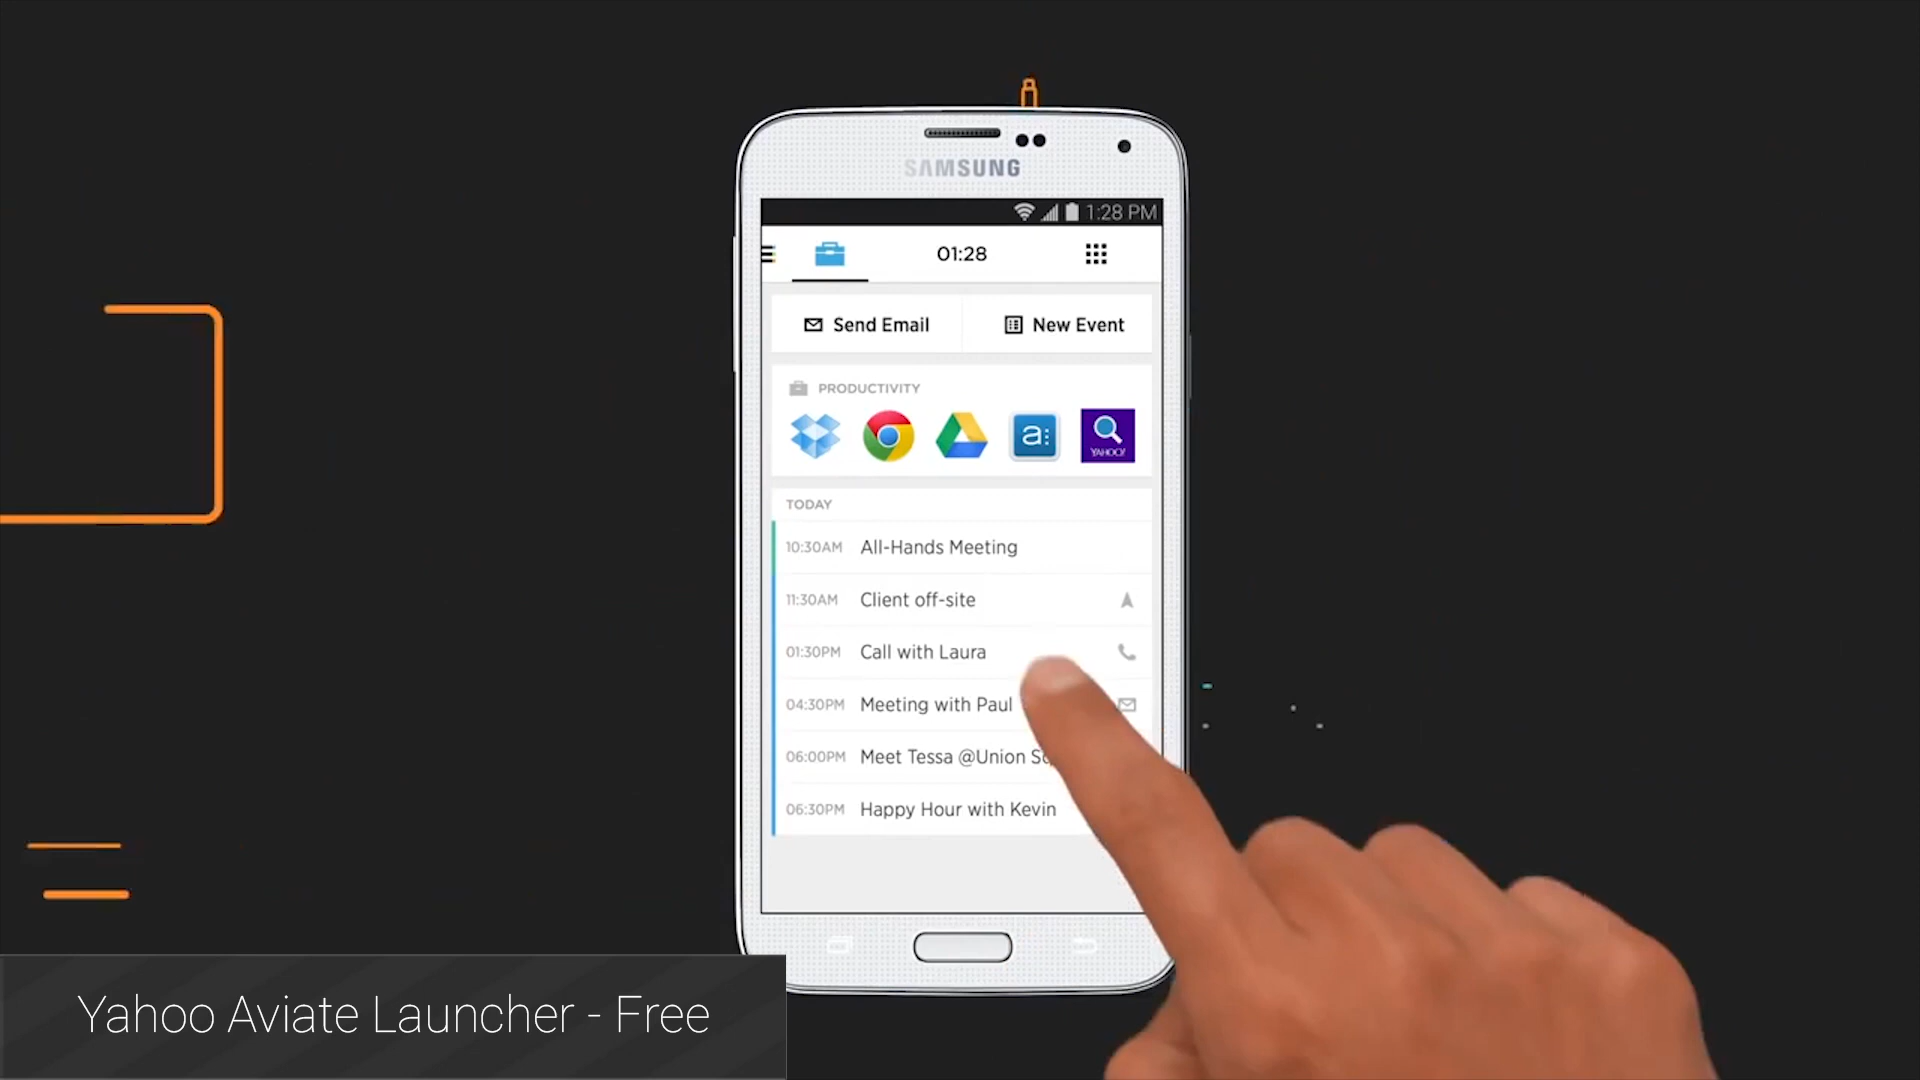 SAMSUNG
1:28 PM
01:28
Send Email
New Event
PRODUCTIVITY
a:
YAHOO!
TODAY
10:30AM All-Hands Meeting
11:30AM Client off-site
01:30PM Call with Laura
04:30PM Meeting with Paul
06:00PM Meet Tessa @Union
06:30PM Happy Hour with Kevin
Yahoo Aviate Launcher - Free